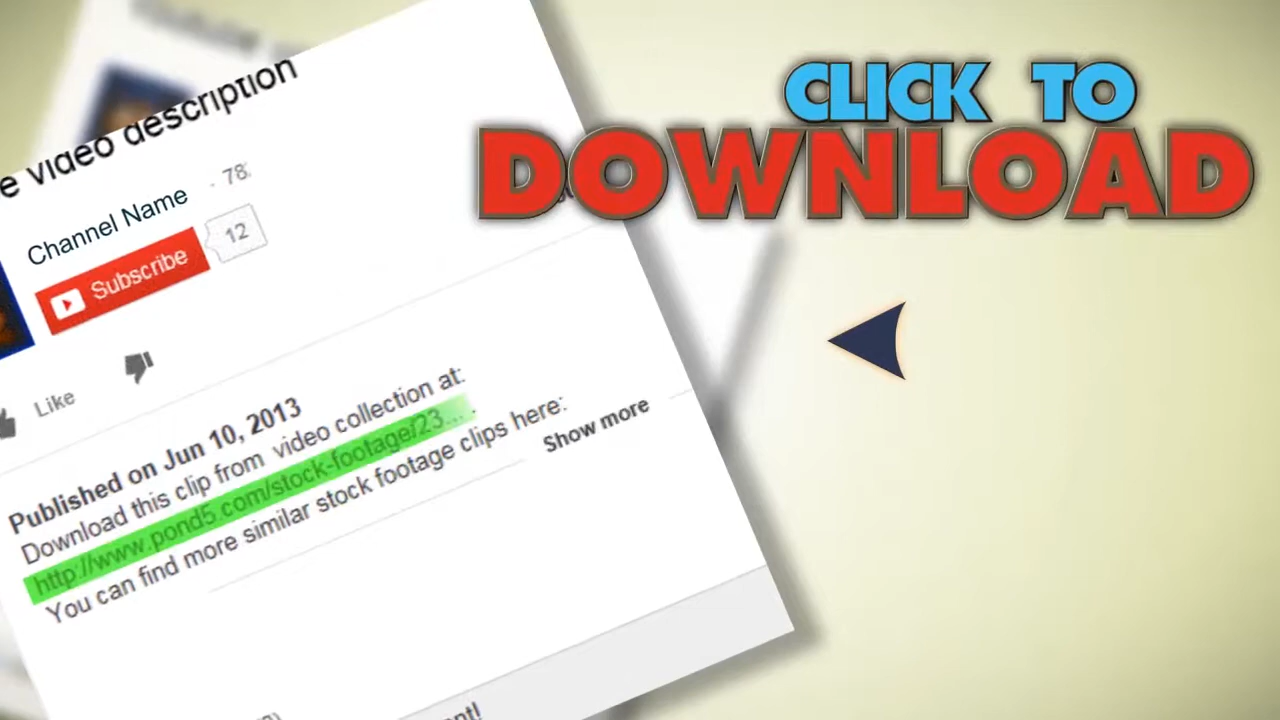 CLICK TO
DOWNLOAD
e video description
Channel Name
78
Subscribe
12
Like
Published on Jun 10, 2013
Download this clip from video collection at:
http://www.pond5.com/stock-footage/23...
You can find more similar stock footage clips here:
Show more